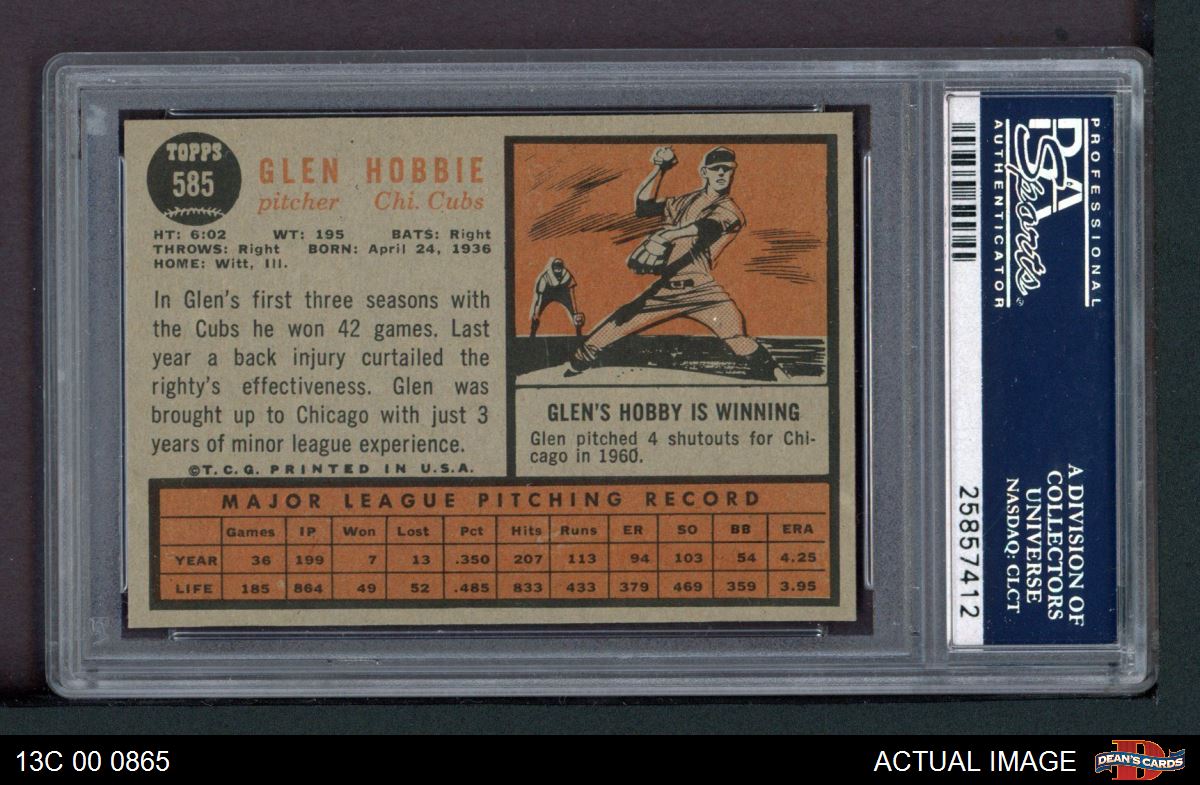 TOPPS
585
GLEN HOBBIE
pitcher Chi. Cubs
HT: 6:02 WT: 195 BATS: Right
THROWS: Right BORN: April 24, 1936
HOME: Witt, Ill.
In Glen's first three seasons with
the Cubs he won 42 games. Last
year a back injury curtailed the
righty's effectiveness. Glen was
brought up to Chicago with just 3
years of minor league experience.
©T.C.G. PRINTED IN U.S.A.
GLEN'S HOBBY IS WINNING
Glen pitched 4 shutouts for Chi-
cago in 1960.
MAJOR LEAGUE PITCHING RECORD
Games IP Won Lost Pct Hits Runs ER SO BB ERA
YEAR 36 199 7 13 .350 207 113 94 103 54 4.25
LIFE 185 864 49 52 .485 833 433 379 469 359 3.95
PROFESSIONAL
PSA
Sports
AUTHENTICATOR
A DIVISION OF
COLLECTORS
UNIVERSE
NASDAQ: CLCT
25857412
13C 00 0865
ACTUAL IMAGE
DEAN'S CARDS